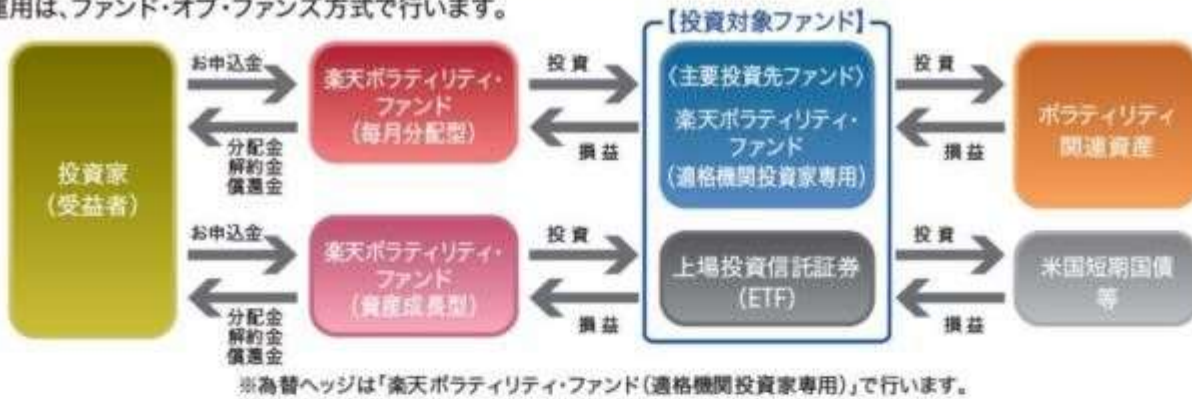 運用は、ファンド・オブ・ファンズ方式で行います。
【投資対象ファンド】
投資家
(受益者)
お申込金
分配金
解約金
償還金
楽天ボラティリティ・
ファンド
(毎月分配型)
投資
損益
〈主要投資先ファンド〉
楽天ボラティリティ・
ファンド
(適格機関投資家専用)
投資
損益
ボラティリティ
関連資産
お申込金
分配金
解約金
償還金
楽天ボラティリティ・
ファンド
(資産成長型)
投資
損益
上場投資信託証券
(ETF)
投資
損益
米国短期国債
等
※為替ヘッジは「楽天ボラティリティ・ファンド(適格機関投資家専用)」で行います。